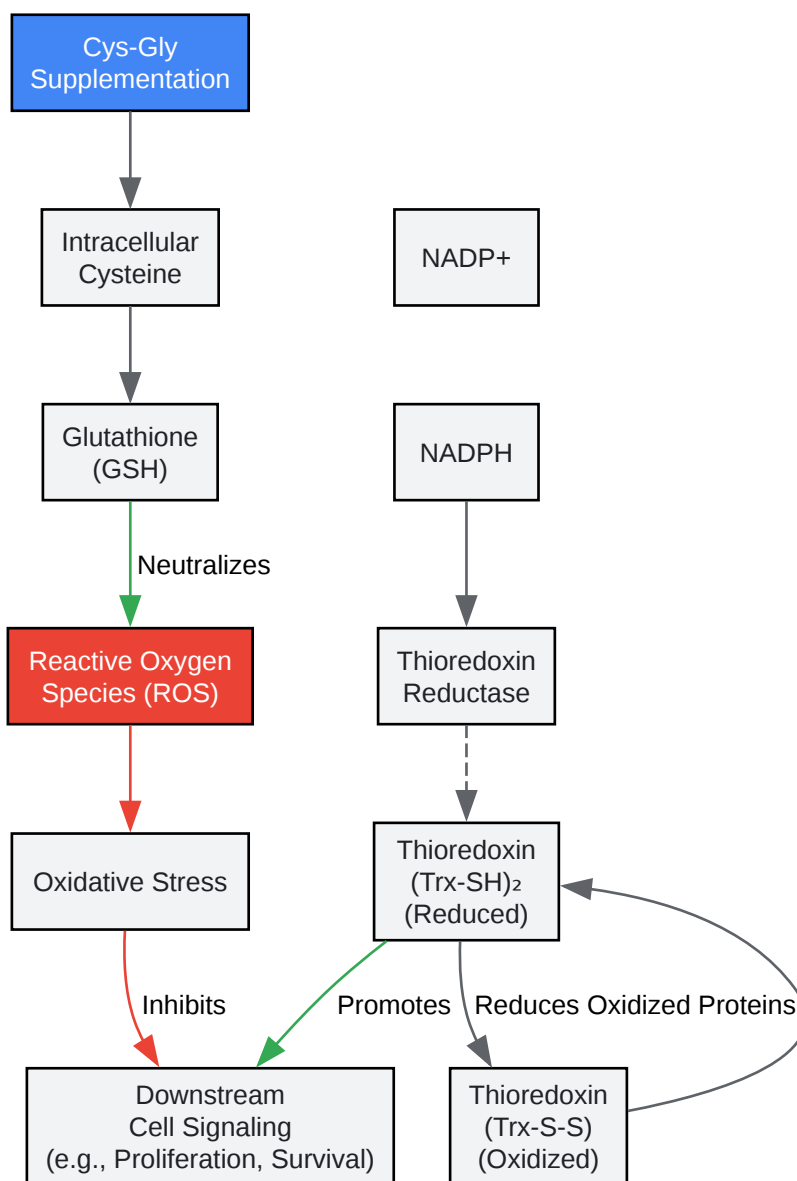 Cys-Gly
Supplementation
Intracellular
Cysteine
NADP+
Glutathione
(GSH)
NADPH
Neutralizes
Reactive Oxygen
Species (ROS)
Thioredoxin
Reductase
Oxidative Stress
Thioredoxin
(Trx-SH)₂
(Reduced)
Inhibits
Promotes
Reduces Oxidized Proteins
Downstream
Cell Signaling
(e.g., Proliferation, Survival)
Thioredoxin
(Trx-S-S)
(Oxidized)